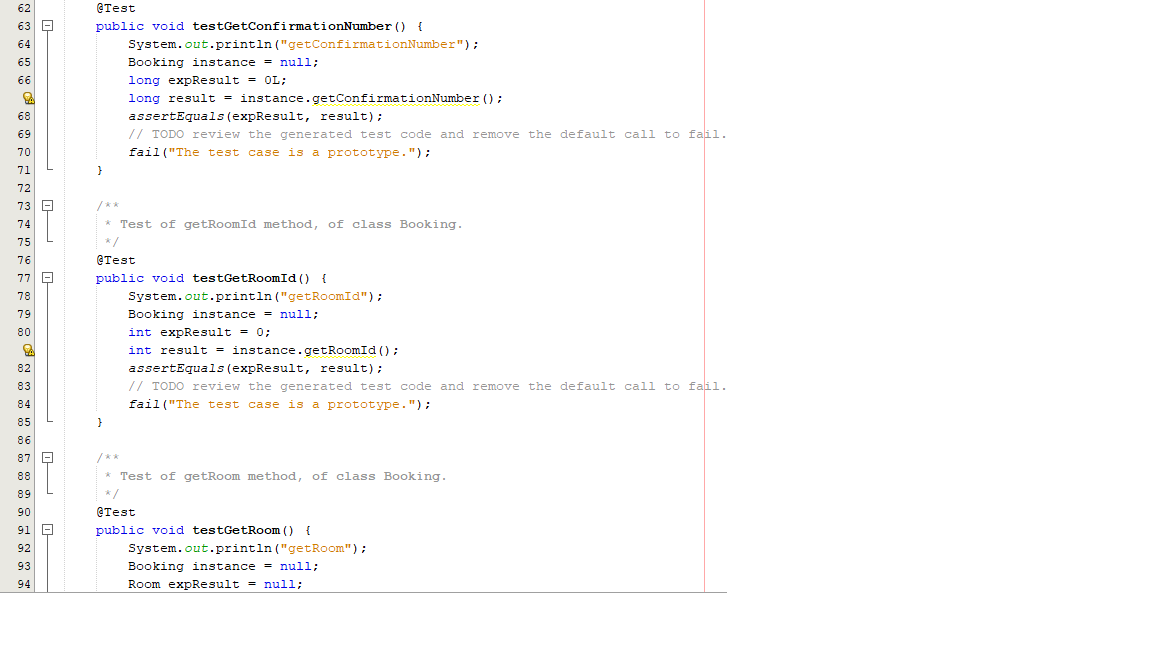 62 @Test
63 public void testGetConfirmationNumber() {
64 System.out.println("getConfirmationNumber");
65 Booking instance = null;
66 long expResult = 0L;
long result = instance.getConfirmationNumber();
68 assertEquals(expResult, result);
69 // TODO review the generated test code and remove the default call to fail.
70 fail("The test case is a prototype.");
71 }
72
73 /**
74 * Test of getRoomId method, of class Booking.
75 */
76 @Test
77 public void testGetRoomId() {
78 System.out.println("getRoomId");
79 Booking instance = null;
80 int expResult = 0;
int result = instance.getRoomId();
82 assertEquals(expResult, result);
83 // TODO review the generated test code and remove the default call to fail.
84 fail("The test case is a prototype.");
85 }
86
87 /**
88 * Test of getRoom method, of class Booking.
89 */
90 @Test
91 public void testGetRoom() {
92 System.out.println("getRoom");
93 Booking instance = null;
94 Room expResult = null;